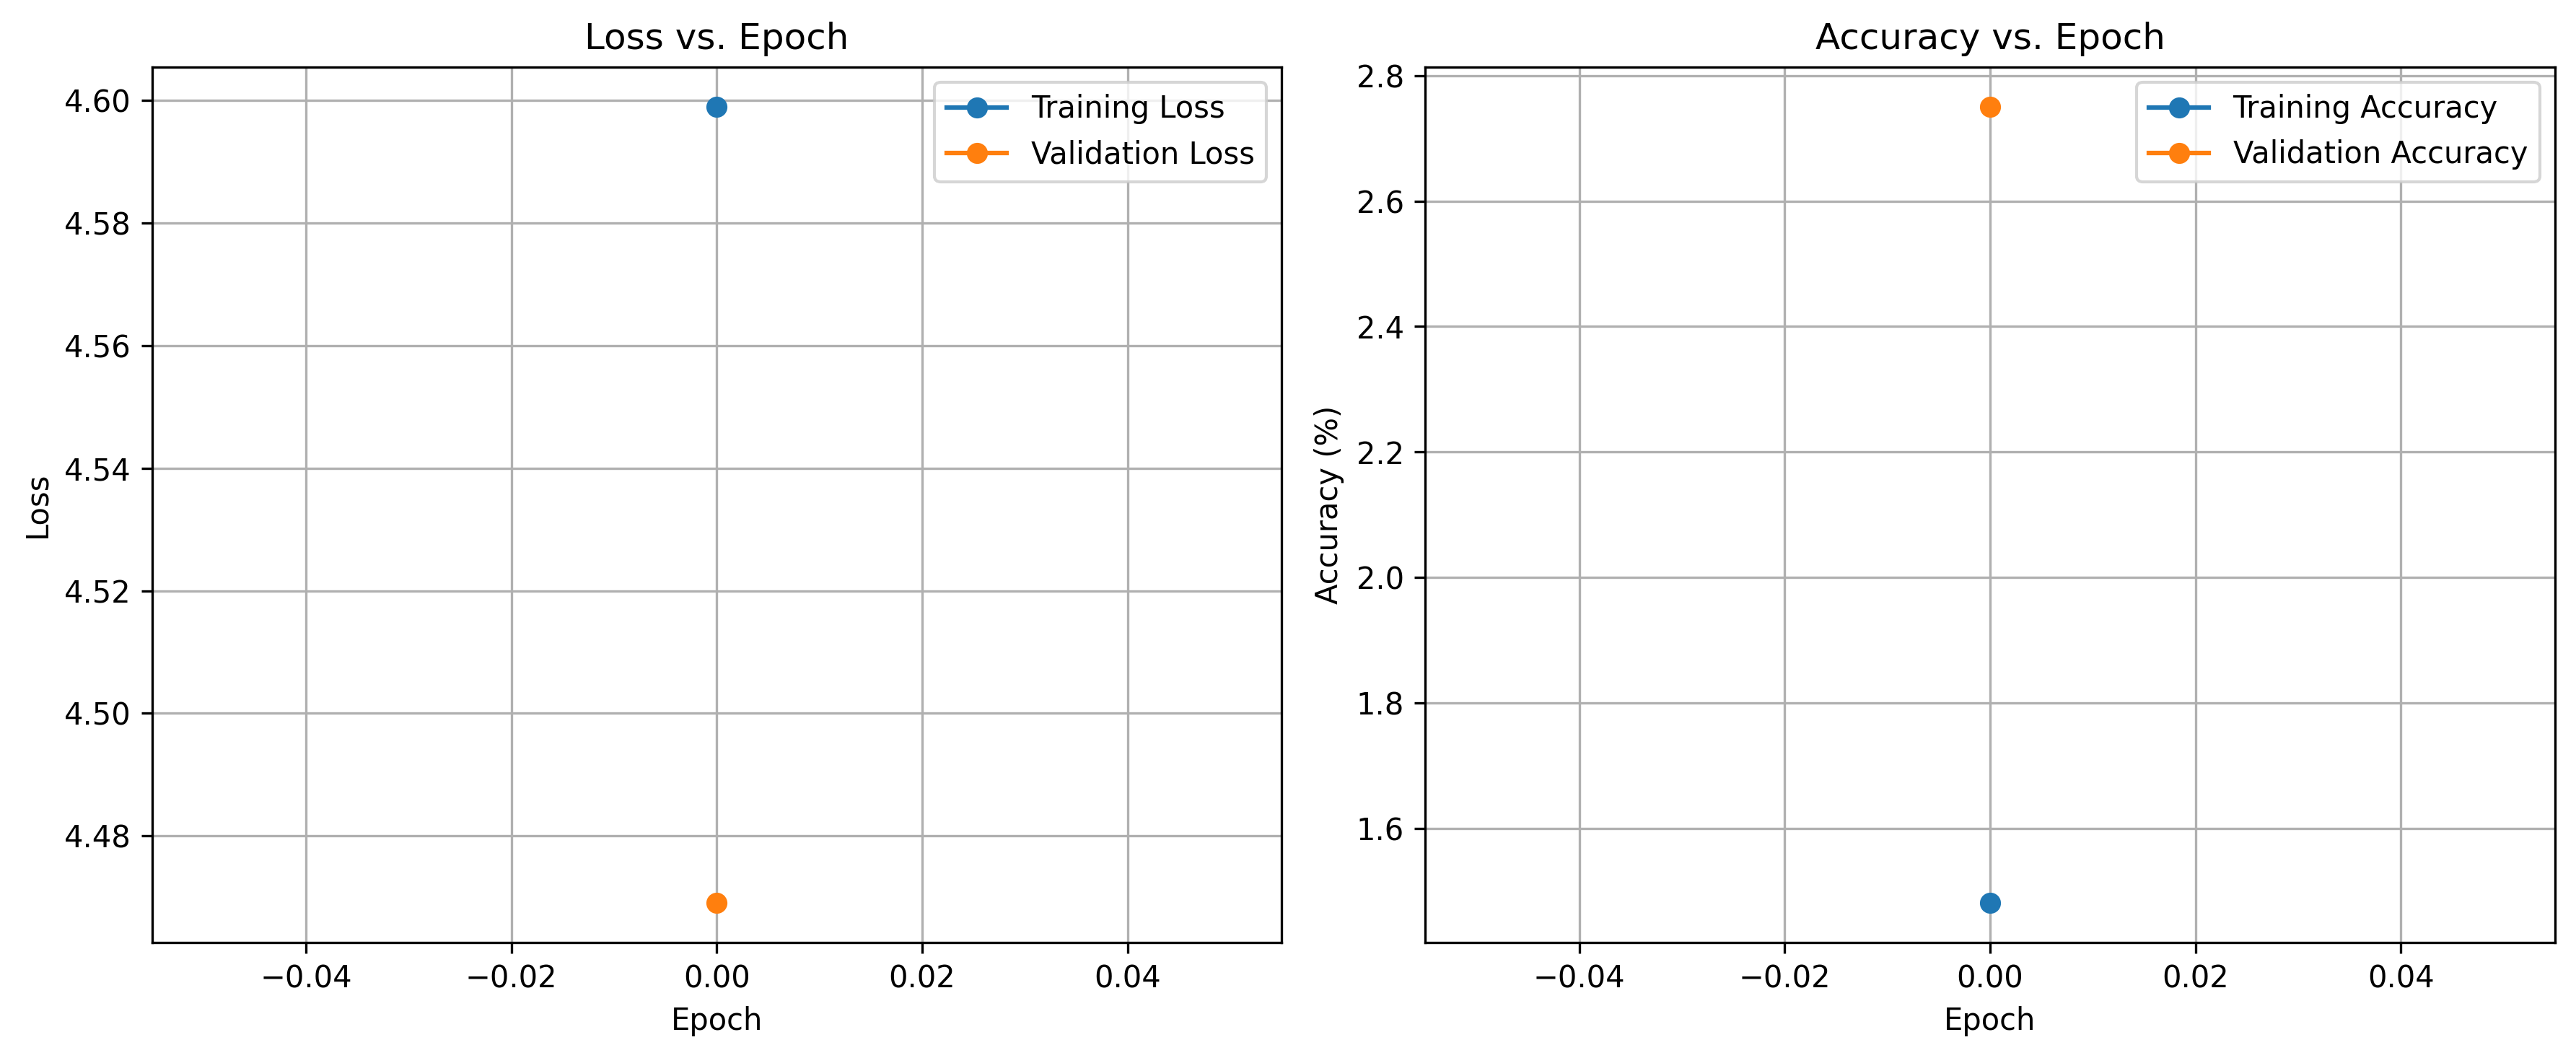 Loss vs. Epoch
4.60
4.58
4.56
4.54
4.52
4.50
4.48
Loss
Training Loss
Validation Loss
−0.04 −0.02 0.00 0.02 0.04
Epoch
Accuracy vs. Epoch
2.8
2.6
2.4
2.2
2.0
1.8
1.6
Accuracy (%)
Training Accuracy
Validation Accuracy
−0.04 −0.02 0.00 0.02 0.04
Epoch